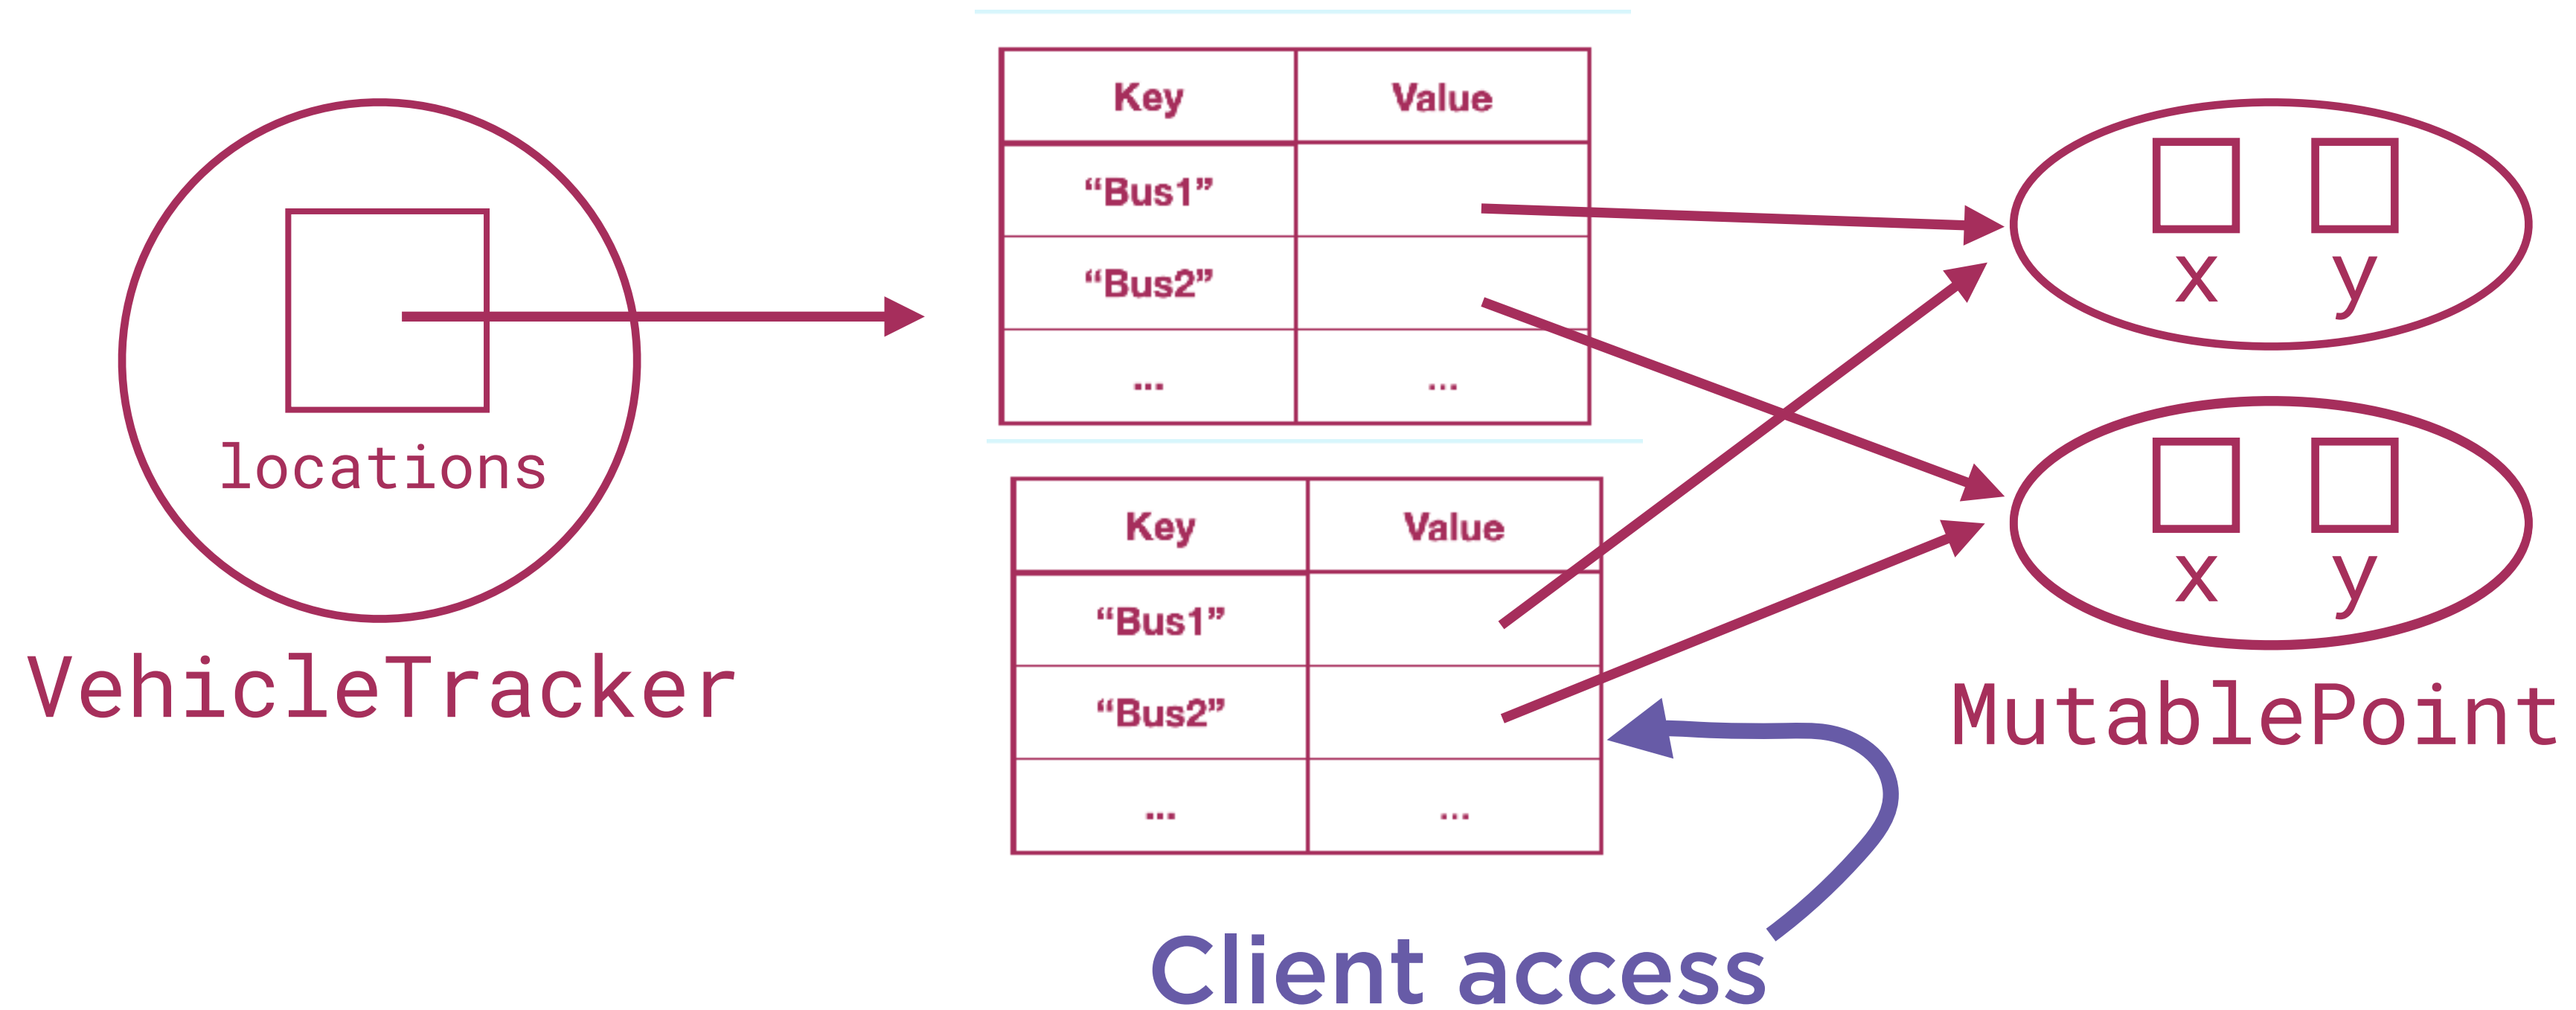 locations
VehicleTracker
Key Value
“Bus1”
“Bus2”
... ...
Key Value
“Bus1”
“Bus2”
... ...
x y
x y
MutablePoint
Client access